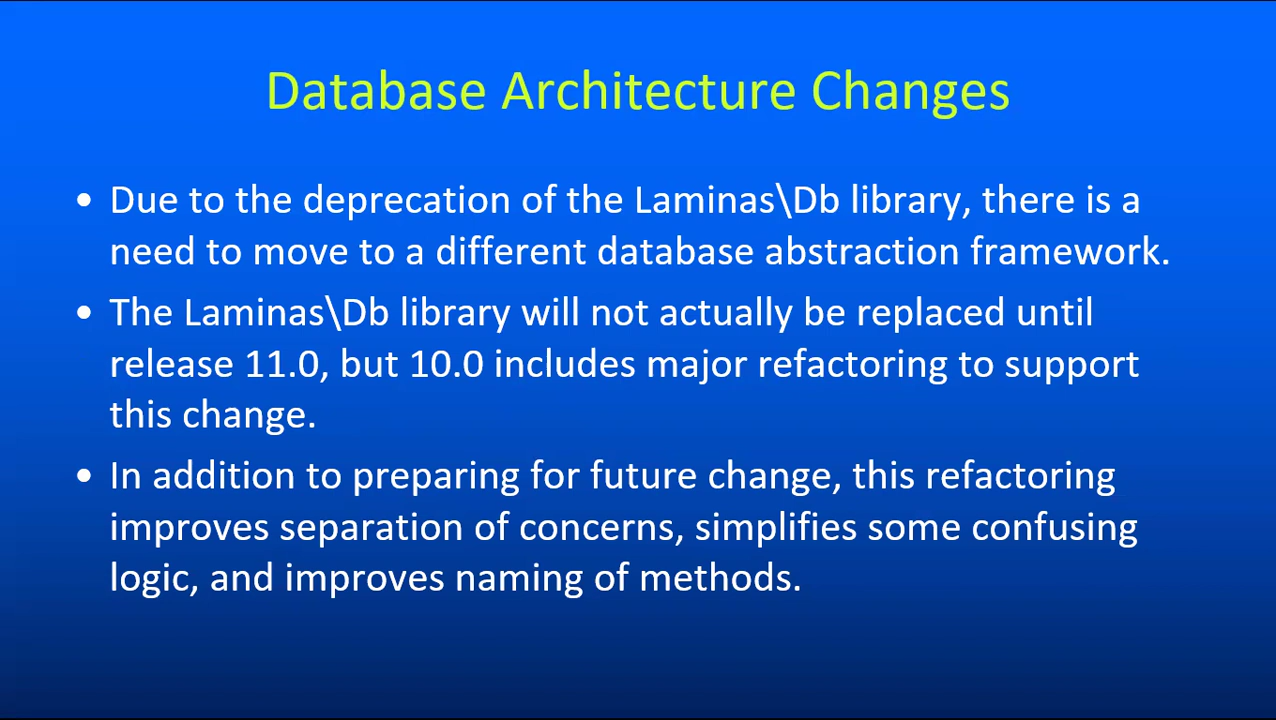 Database Architecture Changes
• Due to the deprecation of the Laminas\Db library, there is a
need to move to a different database abstraction framework.
• The Laminas\Db library will not actually be replaced until
release 11.0, but 10.0 includes major refactoring to support
this change.
• In addition to preparing for future change, this refactoring
improves separation of concerns, simplifies some confusing
logic, and improves naming of methods.